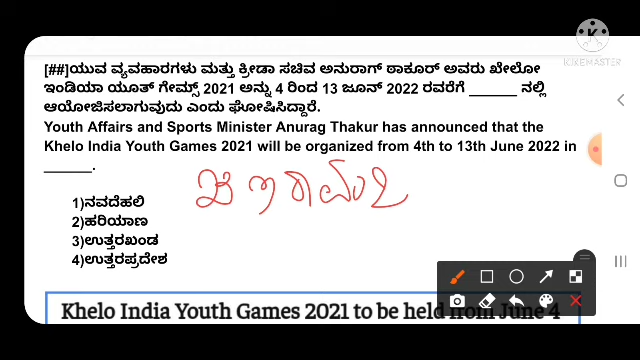 [##]ಯುವ ವ್ಯವಹಾರಗಳು ಮತ್ತು ಕ್ರೀಡಾ ಸಚಿವ ಅನುರಾಗ್ ಠಾಕೂರ್ ಅವರು ಖೇಲೋ
ಇಂಡಿಯಾ ಯೂತ್ ಗೇಮ್ಸ್ 2021 ಅನ್ನು 4 ರಿಂದ 13 ಜೂನ್ 2022 ರವರೆಗೆ ______ ನಲ್ಲಿ
ಆಯೋಜಿಸಲಾಗುವುದು ಎಂದು ಘೋಷಿಸಿದ್ದಾರೆ.
Youth Affairs and Sports Minister Anurag Thakur has announced that the
Khelo India Youth Games 2021 will be organized from 4th to 13th June 2022 in
______.
1)ನವದೆಹಲಿ
2)ಹರಿಯಾಣ
3)ಉತ್ತರಖಂಡ
4)ಉತ್ತರಪ್ರದೇಶ
Khelo India Youth Games 2021 to be held from June 4
KINEMASTER